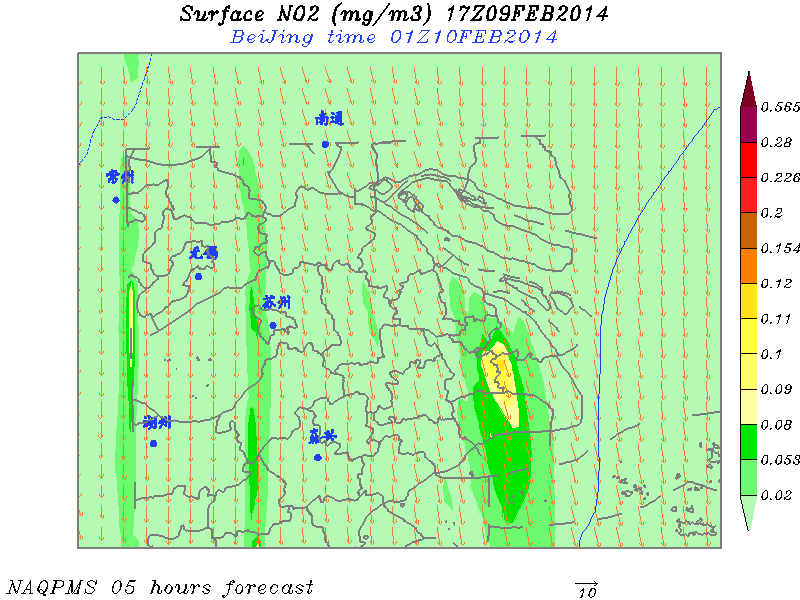 Surface NO2 (mg/m3) 17Z09FEB2014
BeiJing time 01Z10FEB2014
南通
常州
无锡
苏州
湖州
嘉兴
0.565
0.28
0.226
0.2
0.154
0.12
0.11
0.1
0.09
0.08
0.053
0.02
NAQPMS 05 hours forecast
10